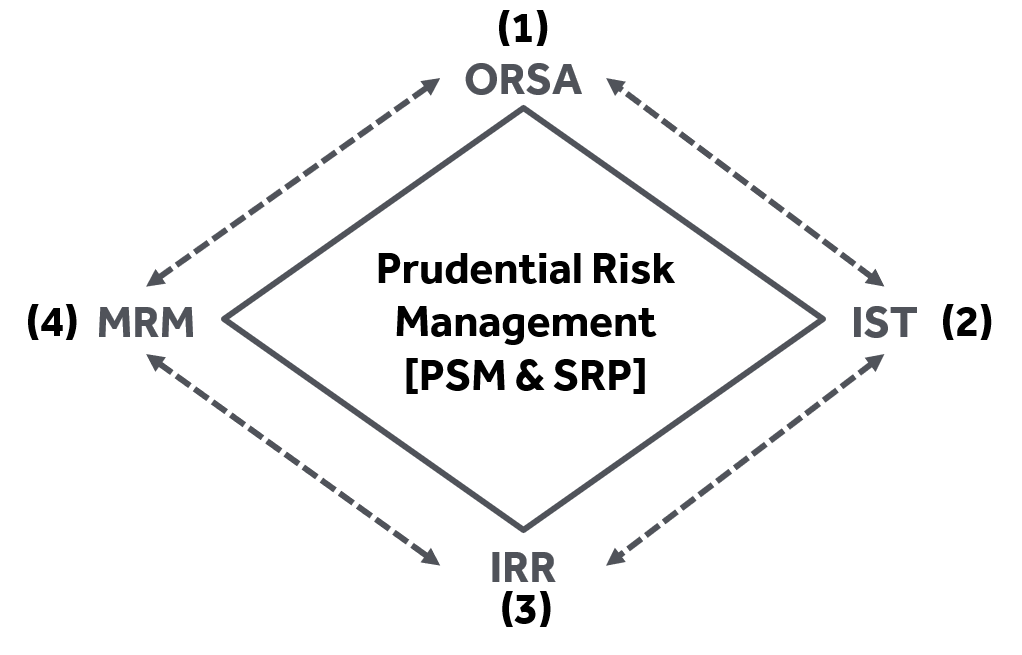 (1)
ORSA
Prudential Risk
Management
[PSM & SRP]
(4) MRM
IST (2)
IRR
(3)